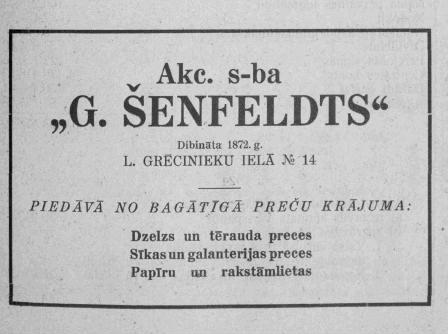 Akc. s-ba
„G. ŠENFELDTS“
Dibināta 1872. g.
L. GRĒCINIEKU IELĀ № 14
PIEDĀVĀ NO BAGĀTĪGĀ PREČU KRĀJUMA:
Dzelzs un tērauda preces
Sīkas un galanterijas preces
Papīru un rakstāmlietas